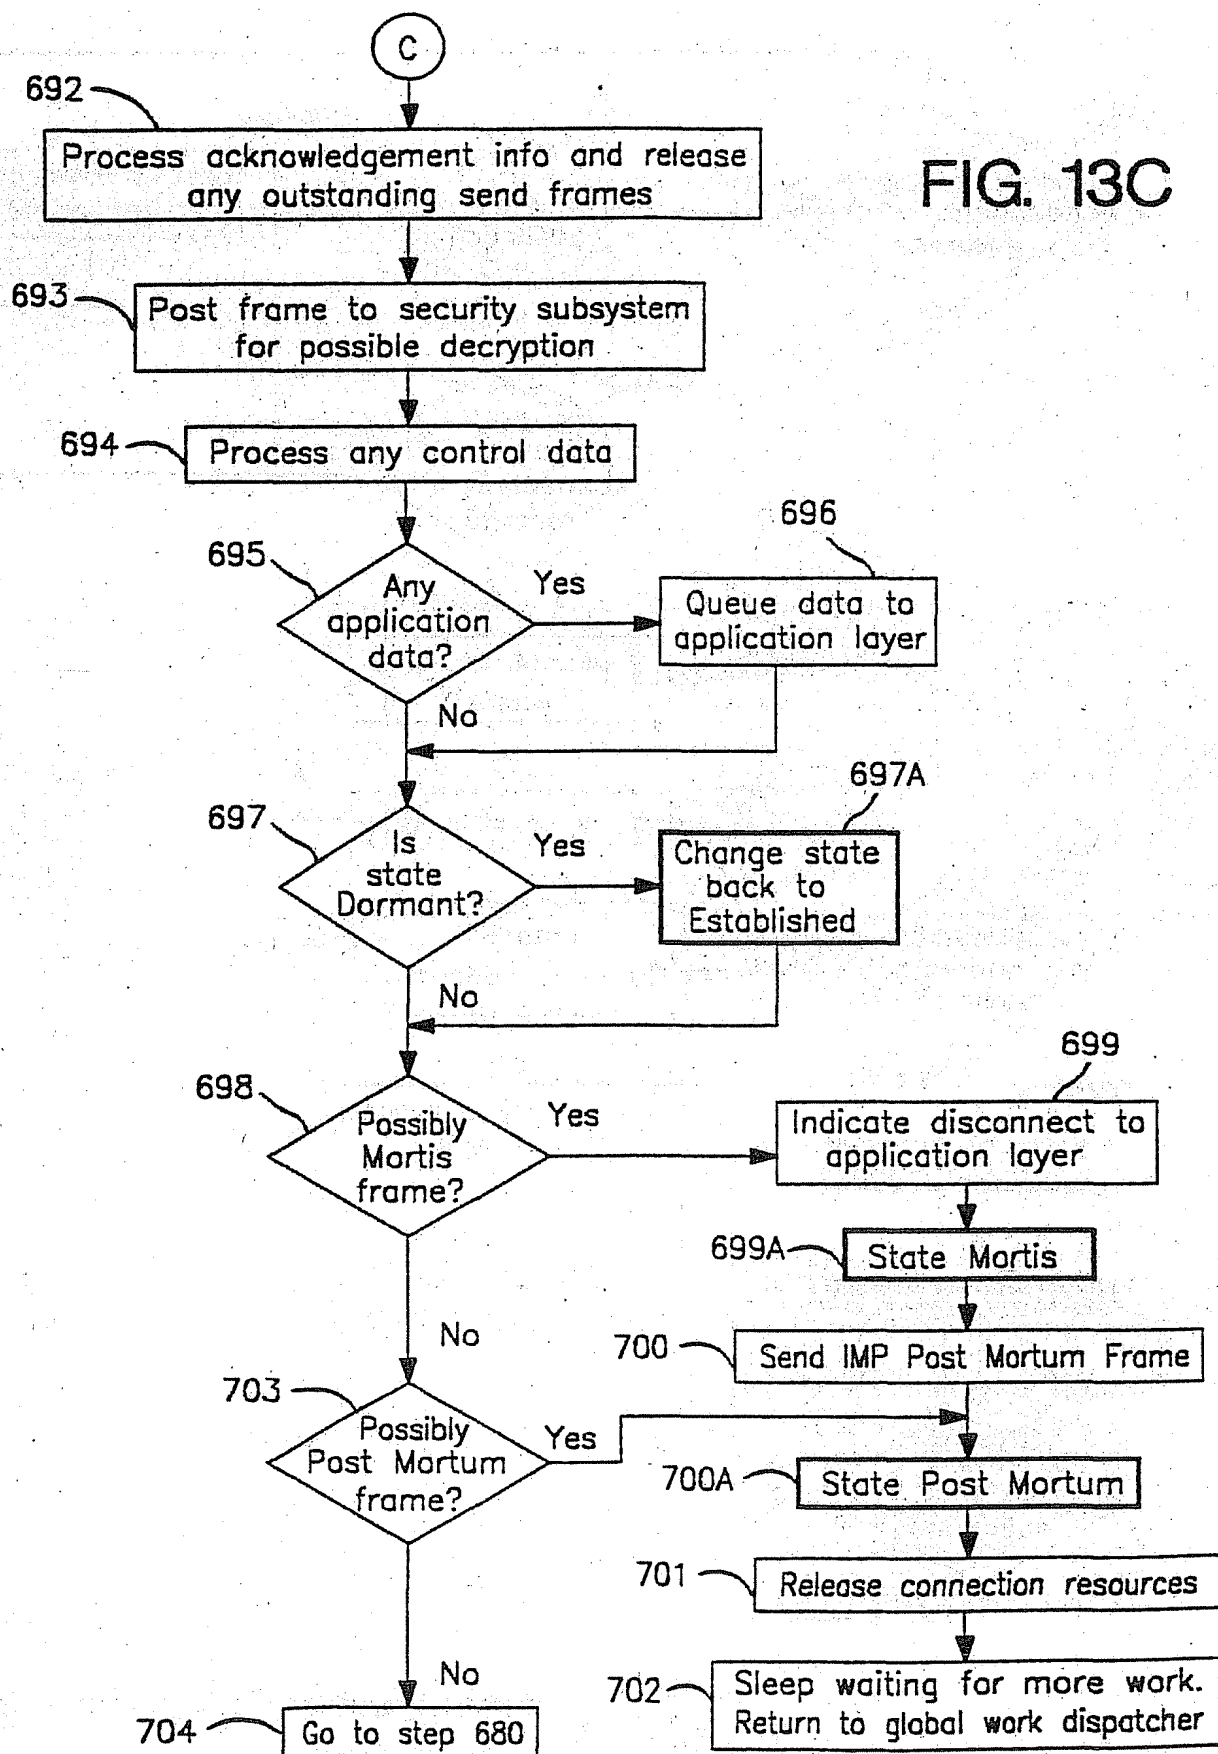 C
692
Process acknowledgement info and release
any outstanding send frames
FIG. 13C
693
Post frame to security subsystem
for possible decryption
694
Process any control data
695
Any
application
data?
Yes
696
Queue data to
application layer
No
697
Is
state
Dormant?
Yes
697A
Change state
back to
Established
No
698
Possibly
Mortis
frame?
Yes
699
Indicate disconnect to
application layer
699A
State Mortis
No
700
Send IMP Post Mortum Frame
703
Possibly
Post Mortum
frame?
Yes
700A
State Post Mortum
701
Release connection resources
No
702
Sleep waiting for more work.
Return to global work dispatcher
704
Go to step 680